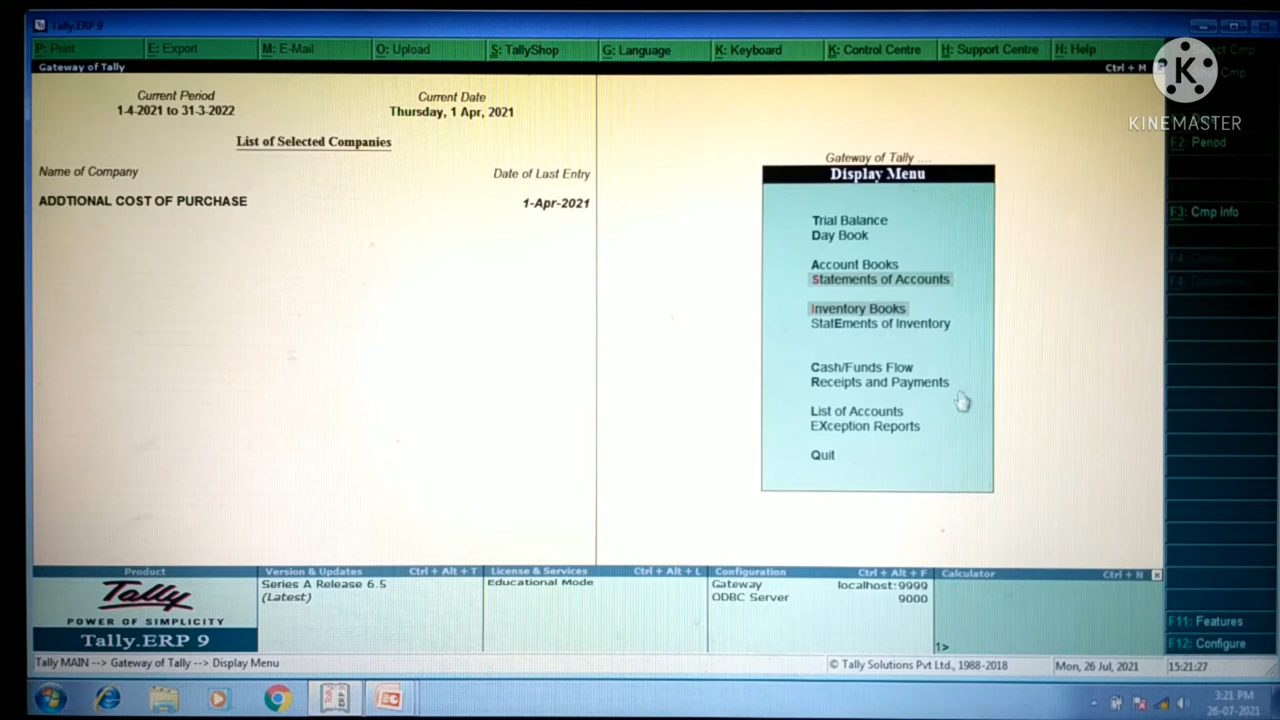 Tally.ERP 9
P: Print
E: Export
M: E-Mail
O: Upload
S: TallyShop
G: Language
K: Keyboard
K: Control Centre
H: Support Centre
H: Help
Gateway of Tally
Ctrl + M
K
KINEMASTER
Current Period
1-4-2021 to 31-3-2022
Current Date
Thursday, 1 Apr, 2021
List of Selected Companies
Name of Company
Date of Last Entry
ADDTIONAL COST OF PURCHASE
1-Apr-2021
Gateway of Tally ....
Display Menu
Trial Balance
Day Book
Account Books
Statements of Accounts
Inventory Books
StatEments of Inventory
Cash/Funds Flow
Receipts and Payments
List of Accounts
EXception Reports
Quit
Cmp
F2: Period
F3: Cmp Info
F11: Features
F12: Configure
Product
Tally
POWER OF SIMPLICITY
Tally.ERP 9
Version & Updates
Ctrl + Alt + T
Series A Release 6.5
(Latest)
License & Services
Ctrl + Alt + L
Educational Mode
Configuration
Ctrl + Alt + F
Gateway
localhost:9999
ODBC Server
9000
Calculator
Ctrl + N
1>
Tally MAIN --> Gateway of Tally --> Display Menu
© Tally Solutions Pvt Ltd., 1988-2018
Mon, 26 Jul, 2021
15:21:27
Tally
ERP 9
3:21 PM
26-07-2021